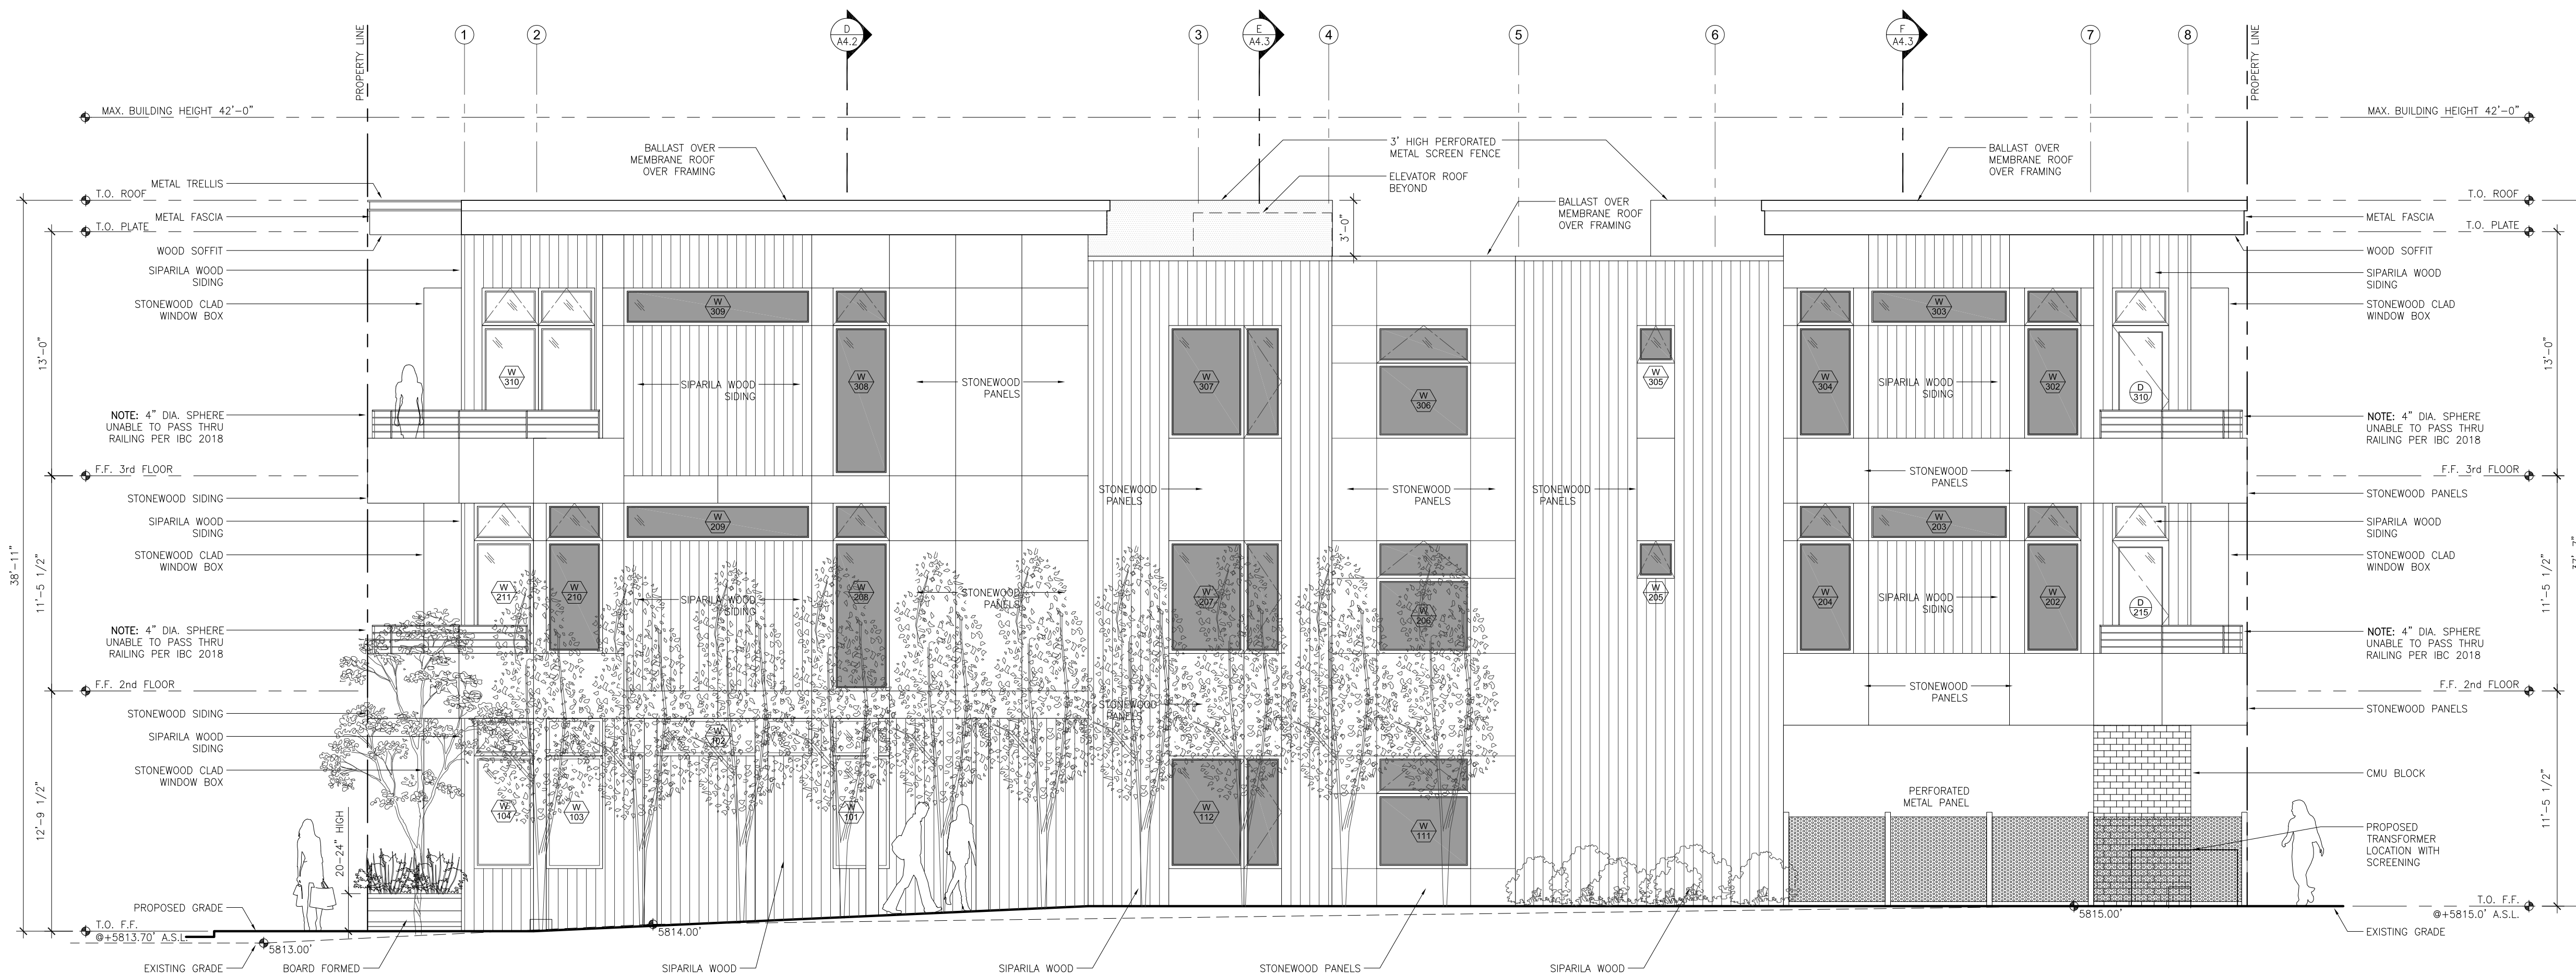 PROPERTY LINE
1
2
D
A4.2
3
E
A4.3
4
5
6
F
A4.3
7
8
PROPERTY LINE
MAX. BUILDING HEIGHT 42'-0"
MAX. BUILDING HEIGHT 42'-0"
BALLAST OVER
MEMBRANE ROOF
OVER FRAMING
3' HIGH PERFORATED
METAL SCREEN FENCE
ELEVATOR ROOF
BEYOND
BALLAST OVER
MEMBRANE ROOF
OVER FRAMING
BALLAST OVER
MEMBRANE ROOF
OVER FRAMING
3'-0"
METAL TRELLIS
T.O. ROOF
METAL FASCIA
T.O. PLATE
WOOD SOFFIT
SIPARILA WOOD
SIDING
STONEWOOD CLAD
WINDOW BOX
13'-0"
NOTE: 4" DIA. SPHERE
UNABLE TO PASS THRU
RAILING PER IBC 2018
F.F. 3rd FLOOR
STONEWOOD SIDING
SIPARILA WOOD
SIDING
STONEWOOD CLAD
WINDOW BOX
38'-11"
11'-5 1/2"
NOTE: 4" DIA. SPHERE
UNABLE TO PASS THRU
RAILING PER IBC 2018
F.F. 2nd FLOOR
STONEWOOD SIDING
SIPARILA WOOD
SIDING
STONEWOOD CLAD
WINDOW BOX
12'-9 1/2"
20-24" HIGH
PROPOSED GRADE
T.O. F.F.
@+5813.70' A.S.L.
5813.00'
EXISTING GRADE
BOARD FORMED
W
310
W
309
SIPARILA WOOD
SIDING
W
308
STONEWOOD
PANELS
W
307
W
306
W
305
W
304
W
303
SIPARILA WOOD
SIDING
W
302
D
310
STONEWOOD
PANELS
STONEWOOD
PANELS
STONEWOOD
PANELS
STONEWOOD
PANELS
W
211
W
210
W
209
SIPARILA WOOD
SIDING
W
208
STONEWOOD
PANELS
W
207
W
206
W
205
W
204
W
203
SIPARILA WOOD
SIDING
W
202
D
215
STONEWOOD
PANELS
STONEWOOD
PANELS
W
104
W
103
W
102
W
101
W
112
W
111
PERFORATED
METAL PANEL
5814.00'
5815.00'
SIPARILA WOOD
SIPARILA WOOD
STONEWOOD PANELS
SIPARILA WOOD
T.O. ROOF
METAL FASCIA
T.O. PLATE
WOOD SOFFIT
SIPARILA WOOD
SIDING
STONEWOOD CLAD
WINDOW BOX
13'-0"
NOTE: 4" DIA. SPHERE
UNABLE TO PASS THRU
RAILING PER IBC 2018
F.F. 3rd FLOOR
STONEWOOD PANELS
SIPARILA WOOD
SIDING
STONEWOOD CLAD
WINDOW BOX
11'-5 1/2"
NOTE: 4" DIA. SPHERE
UNABLE TO PASS THRU
RAILING PER IBC 2018
F.F. 2nd FLOOR
STONEWOOD PANELS
CMU BLOCK
11'-5 1/2"
PROPOSED
TRANSFORMER
LOCATION WITH
SCREENING
T.O. F.F.
@+5815.0' A.S.L.
EXISTING GRADE